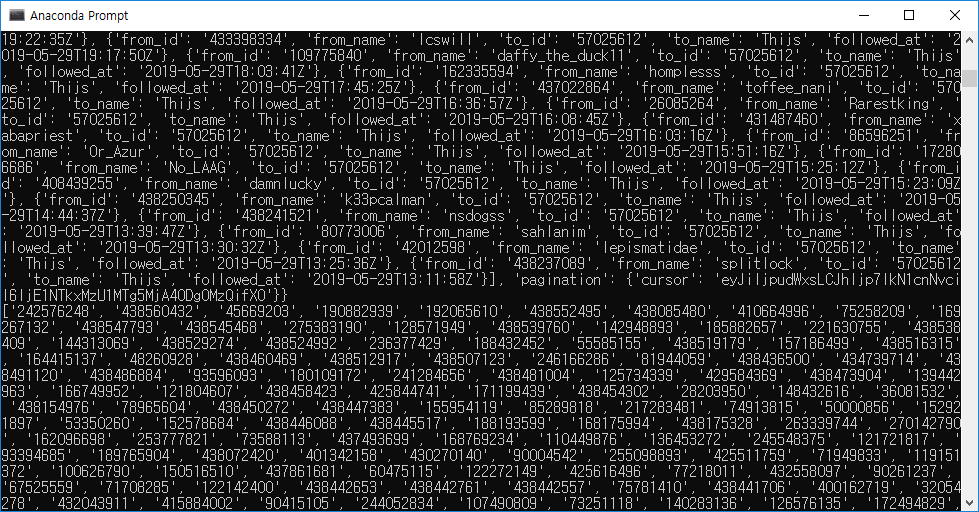 Anaconda Prompt
19:22:35Z'}, {'from_id': '433398334', 'from_name': 'lcswill', 'to_id': '57025612', 'to_name': 'Thijs', 'followed_at': '2
019-05-29T19:17:50Z'}, {'from_id': '109775840', 'from_name': 'daffy_the_duck11', 'to_id': '57025612', 'to_name': 'Thijs'
, 'followed_at': '2019-05-29T18:03:41Z'}, {'from_id': '162335594', 'from_name': 'homplesss', 'to_id': '57025612', 'to_na
me': 'Thijs', 'followed_at': '2019-05-29T17:45:25Z'}, {'from_id': '437022864', 'from_name': 'toffee_nani', 'to_id': '570
25612', 'to_name': 'Thijs', 'followed_at': '2019-05-29T16:36:57Z'}, {'from_id': '26085264', 'from_name': 'Rarestking', '
to_id': '57025612', 'to_name': 'Thijs', 'followed_at': '2019-05-29T16:08:45Z'}, {'from_id': '431487460', 'from_name': 'x
abapriest', 'to_id': '57025612', 'to_name': 'Thijs', 'followed_at': '2019-05-29T16:03:16Z'}, {'from_id': '86596251', 'fr
om_name': 'Or_Azur', 'to_id': '57025612', 'to_name': 'Thijs', 'followed_at': '2019-05-29T15:51:16Z'}, {'from_id': '17280
6686', 'from_name': 'No_LAAG', 'to_id': '57025612', 'to_name': 'Thijs', 'followed_at': '2019-05-29T15:25:12Z'}, {'from_i
d': '408439255', 'from_name': 'damnlucky', 'to_id': '57025612', 'to_name': 'Thijs', 'followed_at': '2019-05-29T15:23:09Z
'}, {'from_id': '438250345', 'from_name': 'k33pcalman', 'to_id': '57025612', 'to_name': 'Thijs', 'followed_at': '2019-05
-29T14:44:37Z'}, {'from_id': '438241521', 'from_name': 'nsdogss', 'to_id': '57025612', 'to_name': 'Thijs', 'followed_at'
: '2019-05-29T13:39:47Z'}, {'from_id': '80773006', 'from_name': 'sahlanim', 'to_id': '57025612', 'to_name': 'Thijs', 'fo
llowed_at': '2019-05-29T13:30:32Z'}, {'from_id': '42012598', 'from_name': 'lepismatidae', 'to_id': '57025612', 'to_name'
: 'Thijs', 'followed_at': '2019-05-29T13:25:36Z'}, {'from_id': '438237089', 'from_name': 'splitlock', 'to_id': '57025612
', 'to_name': 'Thijs', 'followed_at': '2019-05-29T13:11:58Z'}], 'pagination': {'cursor': 'eyJiIjpudWxsLCJhIjp7IkN1cnNvci
I6IjE1NTkxMzU1MTg5MjA4ODg0MzQifX0'}}
['242576248', '438560432', '45669203', '190882939', '192065610', '438552495', '438085480', '410664996', '75258209', '169
267132', '438547793', '438545468', '275383190', '128571949', '438539760', '142948893', '185882657', '221630755', '438538
409', '144313069', '438529274', '438524992', '236377429', '188432452', '55585155', '438519179', '157186499', '438516315'
, '164415137', '48260928', '438460469', '438512917', '438507123', '246166286', '81944059', '438436500', '434739714', '43
8491120', '438486884', '93596093', '180109172', '241284656', '438481004', '125734339', '429584369', '438473904', '139442
963', '166749952', '121804607', '438458423', '425844741', '171199439', '438454302', '28203950', '148432616', '36081532',
'438154976', '78965604', '438450272', '438447383', '155954119', '85289818', '217283481', '74913815', '50000856', '15292
1897', '53350260', '152578684', '438446088', '438445517', '188193599', '168175994', '438175328', '263339744', '270142790
', '162096698', '253777821', '73588113', '437493699', '168769234', '110449876', '136453272', '245548375', '121721817', '
93394685', '189765904', '438072420', '401342158', '430270140', '90004542', '255098893', '425511759', '71949833', '119151
372', '100626790', '150516510', '437861681', '60475115', '122272149', '425616496', '77218011', '432558097', '90261237',
'67525559', '71708285', '122142400', '438442653', '438442761', '438442557', '75781410', '438441706', '400162719', '32054
278', '432043911', '415884002', '90415105', '244052834', '107490809', '73251118', '140283136', '126576135', '172494829',